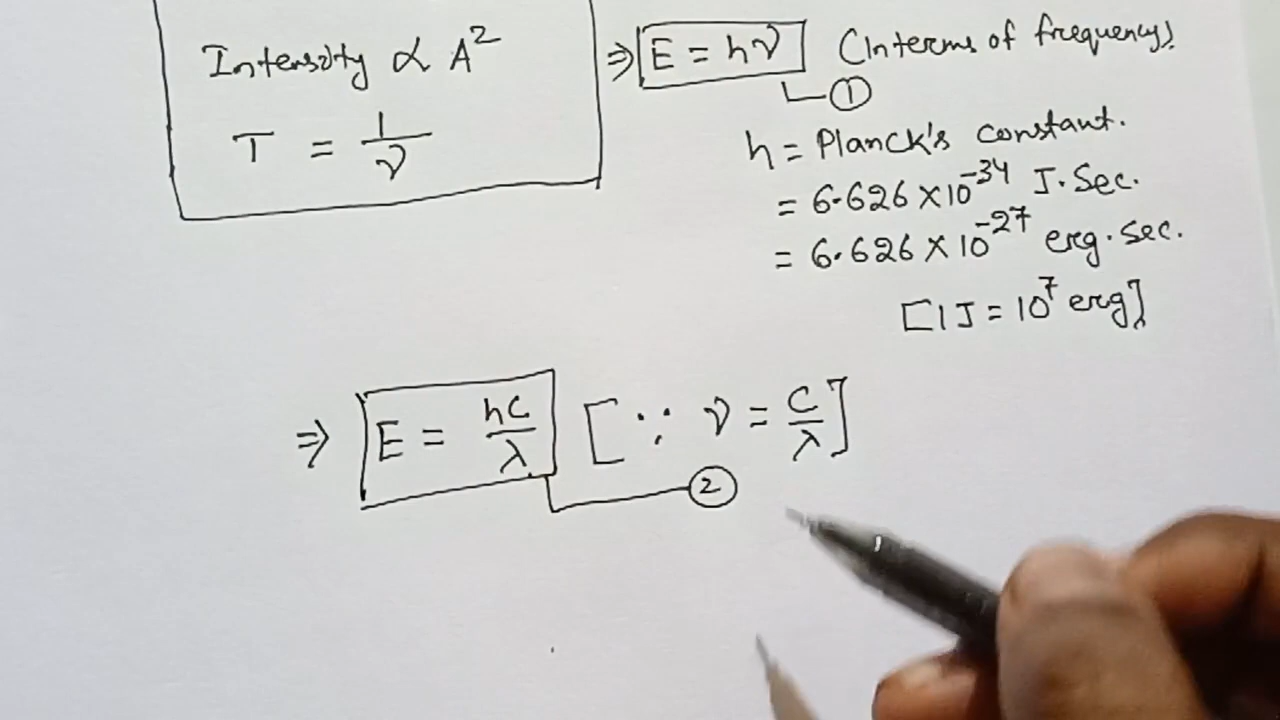 Intensity ∝ A²
T = 1/ν
⇒ E = hν (In terms of frequency)
①
h = Planck's constant.
= 6.626 × 10⁻³⁴ J. Sec.
= 6.626 × 10⁻²⁷ erg. sec.
[1J = 10⁷ erg]
⇒ E = hc/λ [∵ ν = c/λ]
②